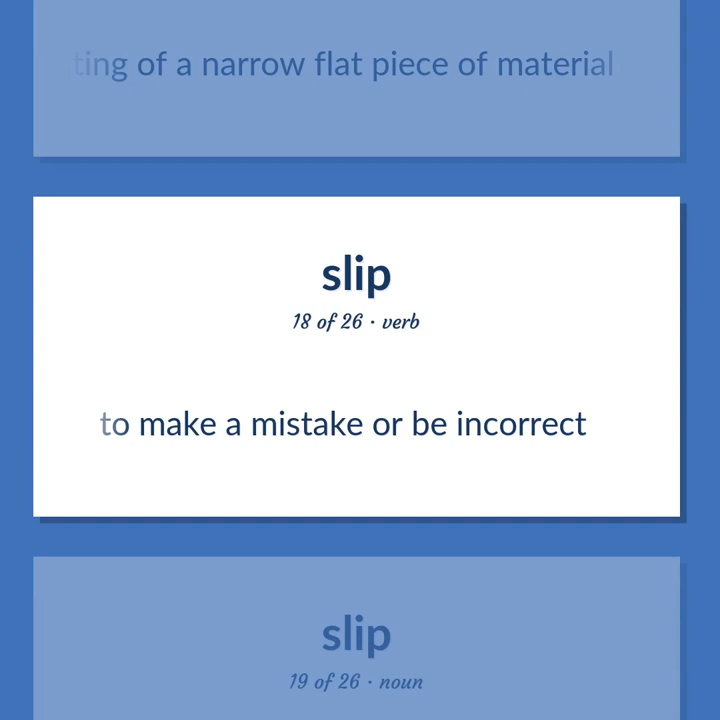 ting of a narrow flat piece of material
slip
18 of 26 · verb
to make a mistake or be incorrect
slip
19 of 26 · noun